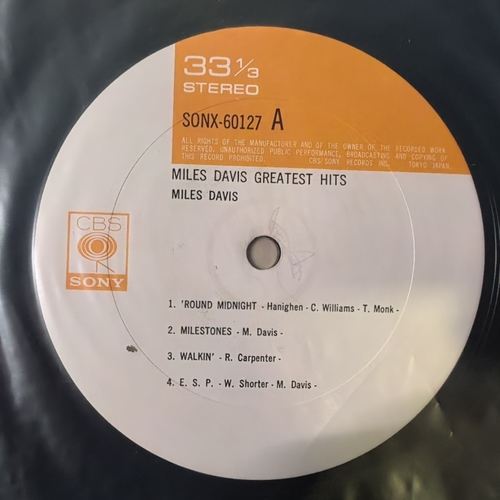 33 1/3
STEREO
SONX-60127 A
ALL RIGHTS OF THE MANUFACTURER AND OF THE OWNER OF THE RECORDED WORK
RESERVED. UNAUTHORIZED PUBLIC PERFORMANCE, BROADCASTING AND COPYING OF
THIS RECORD PROHIBITED. CBS/SONY RECORDS INC. TOKYO JAPAN.
MILES DAVIS GREATEST HITS
MILES DAVIS
CBS
SONY
1. 'ROUND MIDNIGHT - Hanighen - C. Williams - T. Monk -
2. MILESTONES - M. Davis -
3. WALKIN' - R. Carpenter -
4. E. S. P. - W. Shorter - M. Davis -